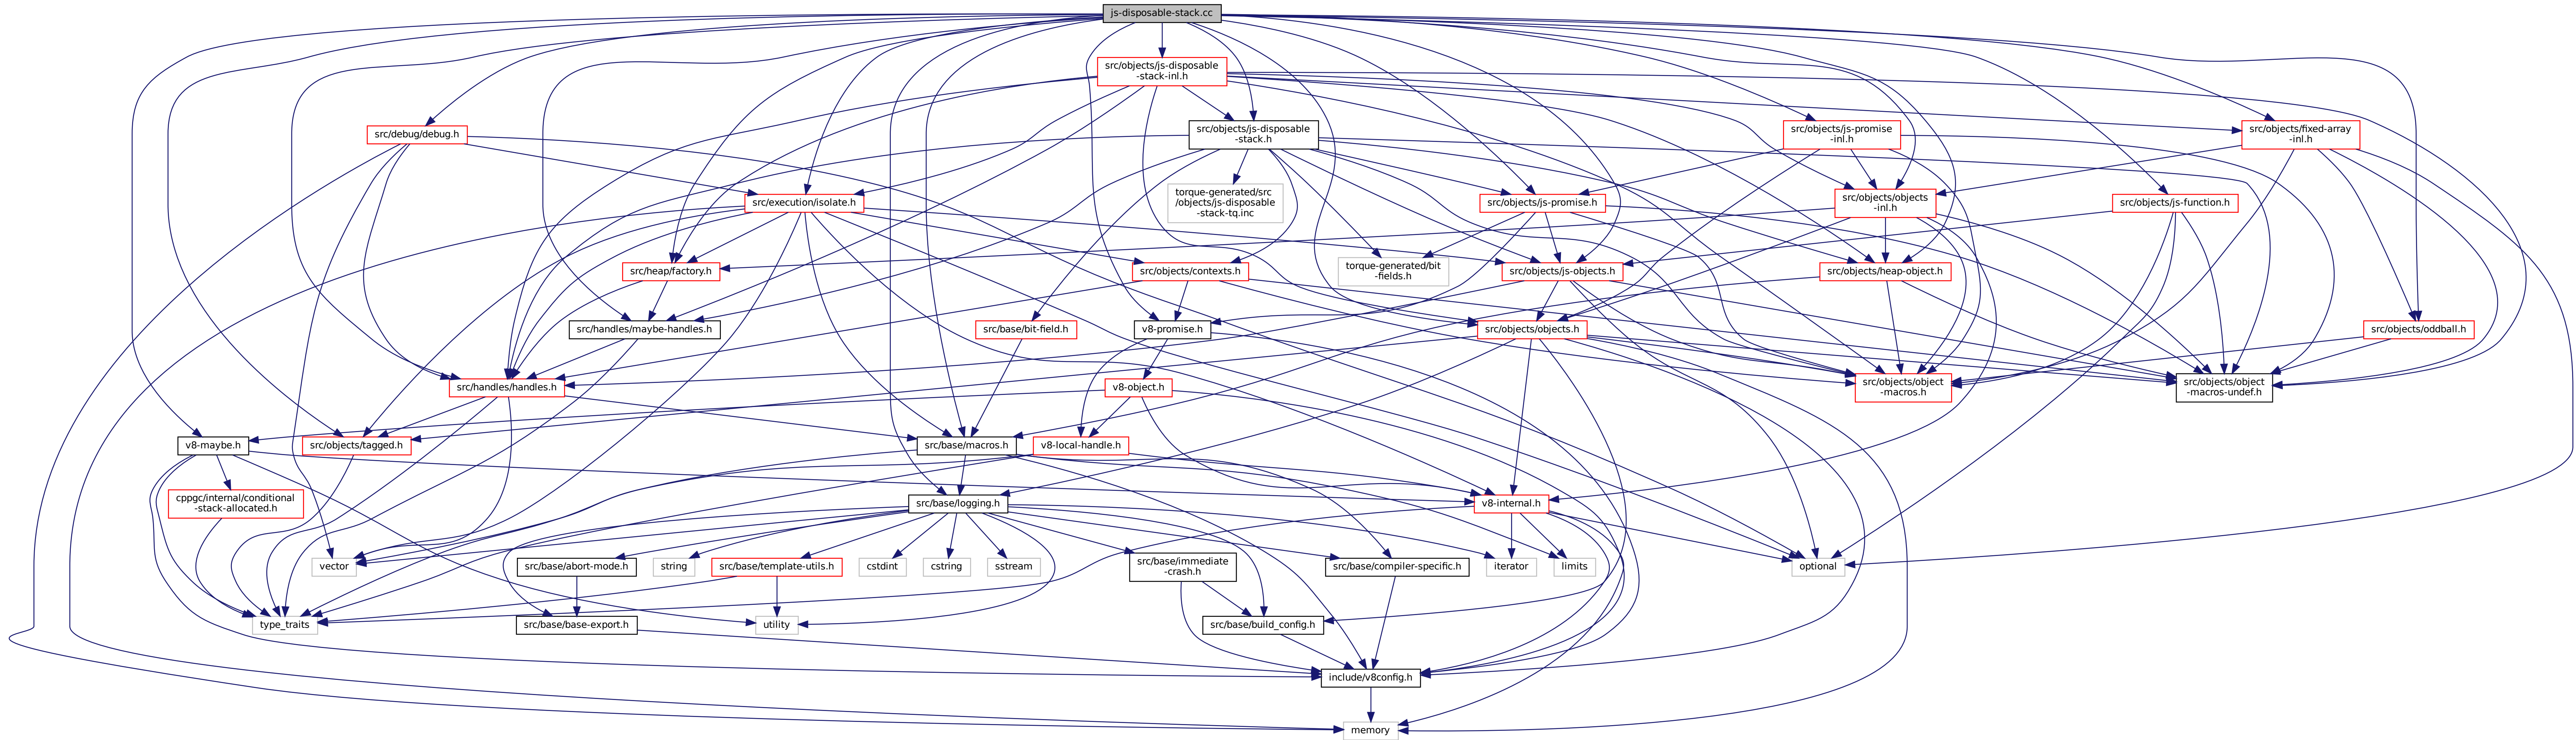 js-disposable-stack.cc
src/objects/js-disposable
-stack-inl.h
src/debug/debug.h
src/objects/js-disposable
-stack.h
src/objects/js-promise
-inl.h
src/objects/fixed-array
-inl.h
torque-generated/src
/objects/js-disposable
-stack-tq.inc
src/execution/isolate.h
src/objects/js-promise.h
src/objects/objects
-inl.h
src/objects/js-function.h
src/heap/factory.h
src/objects/contexts.h
torque-generated/bit
-fields.h
src/objects/js-objects.h
src/objects/heap-object.h
src/handles/maybe-handles.h
src/base/bit-field.h
v8-promise.h
src/objects/objects.h
src/objects/oddball.h
src/handles/handles.h
v8-object.h
src/objects/object
-macros.h
src/objects/object
-macros-undef.h
v8-maybe.h
src/objects/tagged.h
src/base/macros.h
v8-local-handle.h
cppgc/internal/conditional
-stack-allocated.h
src/base/logging.h
v8-internal.h
vector
src/base/abort-mode.h
string
src/base/template-utils.h
cstdint
cstring
sstream
src/base/immediate
-crash.h
src/base/compiler-specific.h
iterator
limits
optional
type_traits
src/base/base-export.h
utility
src/base/build_config.h
include/v8config.h
memory